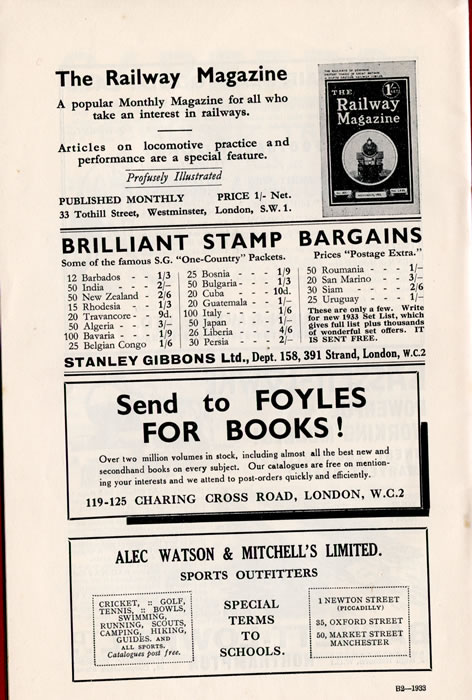 The Railway Magazine
A popular Monthly Magazine for all who
take an interest in railways.
Articles on locomotive practice and
performance are a special feature.
Profusely Illustrated
PUBLISHED MONTHLY PRICE 1/- Net.
33 Tothill Street, Westminster, London, S.W. 1.
THE
Railway
Magazine
1/-
BRILLIANT STAMP BARGAINS
Some of the famous S.G. "One-Country" Packets. Prices "Postage Extra."
12 Barbados - - 1/3
50 India - - 2/-
50 New Zealand - 2/6
15 Rhodesia - - 1/3
20 Travancore - - 9d.
50 Algeria - - 3/-
100 Bavaria - - 1/9
25 Belgian Congo - 1/6
25 Bosnia - - 1/9
50 Bulgaria - - 1/3
20 Cuba - - 10d.
20 Guatemala - - 1/-
100 Italy - - 1/6
50 Japan - - 1/-
26 Liberia - - 4/6
30 Persia - - 2/-
50 Roumania - - 1/-
20 San Marino - - 3/-
30 Siam - - 2/6
25 Uruguay - - 1/-
These are only a few. Write
for new 1933 Set List, which
gives full list plus thousands
of wonderful set offers. IT
IS SENT FREE.
STANLEY GIBBONS Ltd., Dept. 158, 391 Strand, London, W.C.2
Send to FOYLES
FOR BOOKS!
Over two million volumes in stock, including almost all the best new and
secondhand books on every subject. Our catalogues are free on mention-
ing your interests and we attend to post-orders quickly and efficiently.
119-125 CHARING CROSS ROAD, LONDON, W.C.2
ALEC WATSON & MITCHELL'S LIMITED.
SPORTS OUTFITTERS
CRICKET, :: GOLF,
TENNIS, :: BOWLS,
SWIMMING,
RUNNING, SCOUTS,
CAMPING, HIKING,
GUIDES. AND
ALL SPORTS.
Catalogues post free.
SPECIAL
TERMS
TO
SCHOOLS.
1 NEWTON STREET
(PICCADILLY)
35, OXFORD STREET
50, MARKET STREET
MANCHESTER
B2—1933